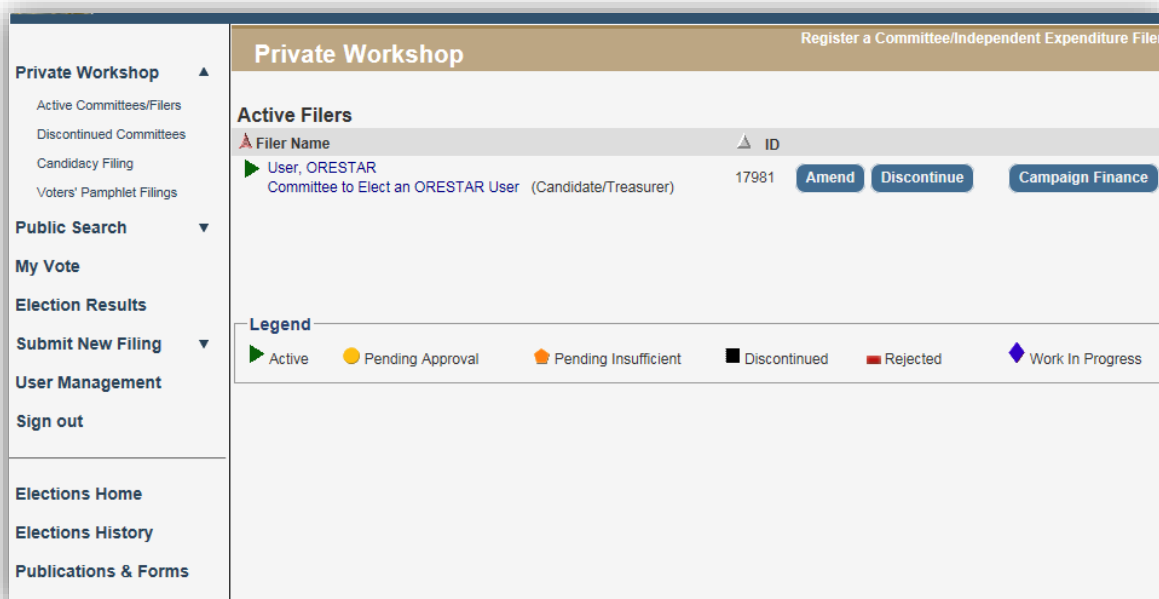 Register a Committee/Independent Expenditure Filer
Private Workshop
Private Workshop ▲
Active Committees/Filers
Discontinued Committees
Candidacy Filing
Voters' Pamphlet Filings
Public Search ▼
My Vote
Election Results
Submit New Filing ▼
User Management
Sign out
Elections Home
Elections History
Publications & Forms
Active Filers
Filer Name ID
User, ORESTAR
Committee to Elect an ORESTAR User (Candidate/Treasurer) 17981 Amend Discontinue Campaign Finance
Legend
Active Pending Approval Pending Insufficient Discontinued Rejected Work In Progress